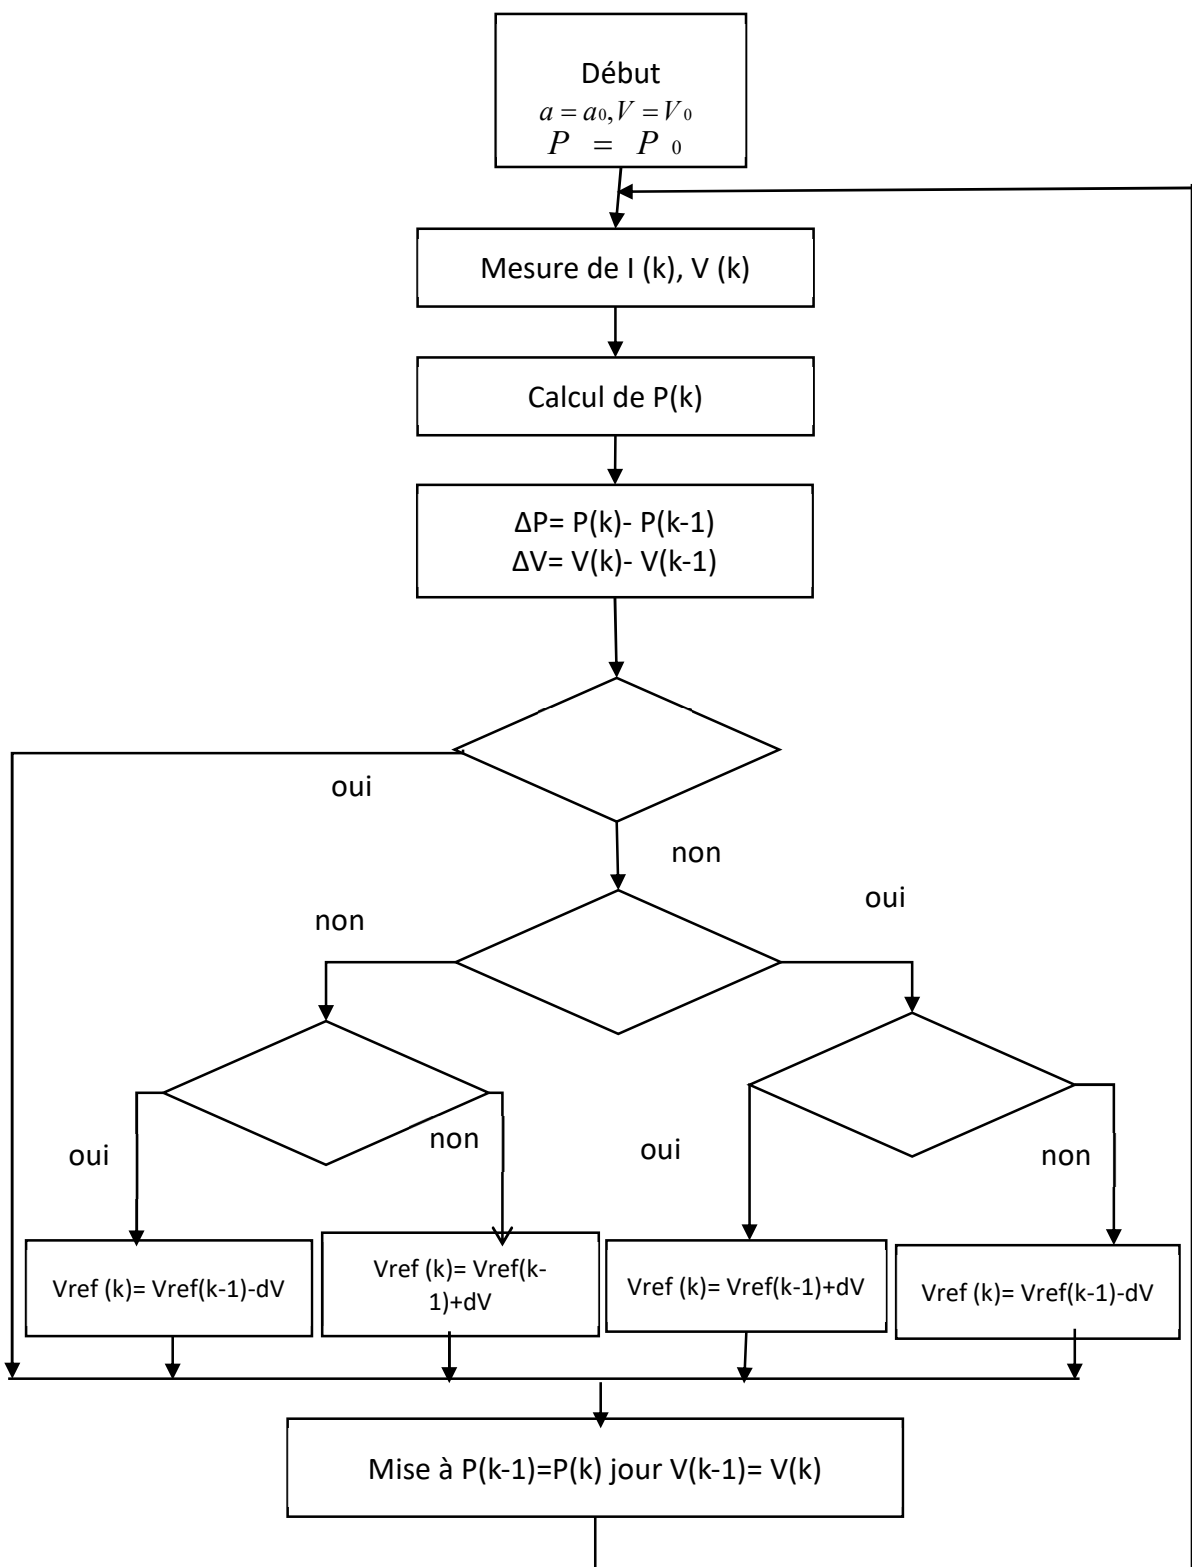 Début
a = a0, V = V0
P = P 0
Mesure de I (k), V (k)
Calcul de P(k)
ΔP= P(k)- P(k-1)
ΔV= V(k)- V(k-1)
oui
non
non
oui
oui
non
oui
non
Vref (k)= Vref(k-1)-dV
Vref (k)= Vref(k-
1)+dV
Vref (k)= Vref(k-1)+dV
Vref (k)= Vref(k-1)-dV
Mise à P(k-1)=P(k) jour V(k-1)= V(k)